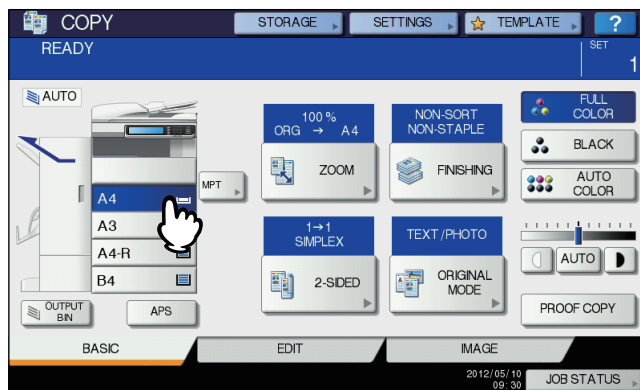 COPY
STORAGE
SETTINGS
TEMPLATE
?
READY
SET
1
AUTO
100 %
ORG → A4
NON-SORT
NON-STAPLE
FULL
COLOR
BLACK
AUTO
COLOR
ZOOM
FINISHING
MPT
A4
A3
A4-R
B4
1→1
SIMPLEX
TEXT/PHOTO
2-SIDED
ORIGINAL
MODE
AUTO
OUTPUT
BIN
APS
PROOF COPY
BASIC
EDIT
IMAGE
2012/05/10
09:30
JOB STATUS